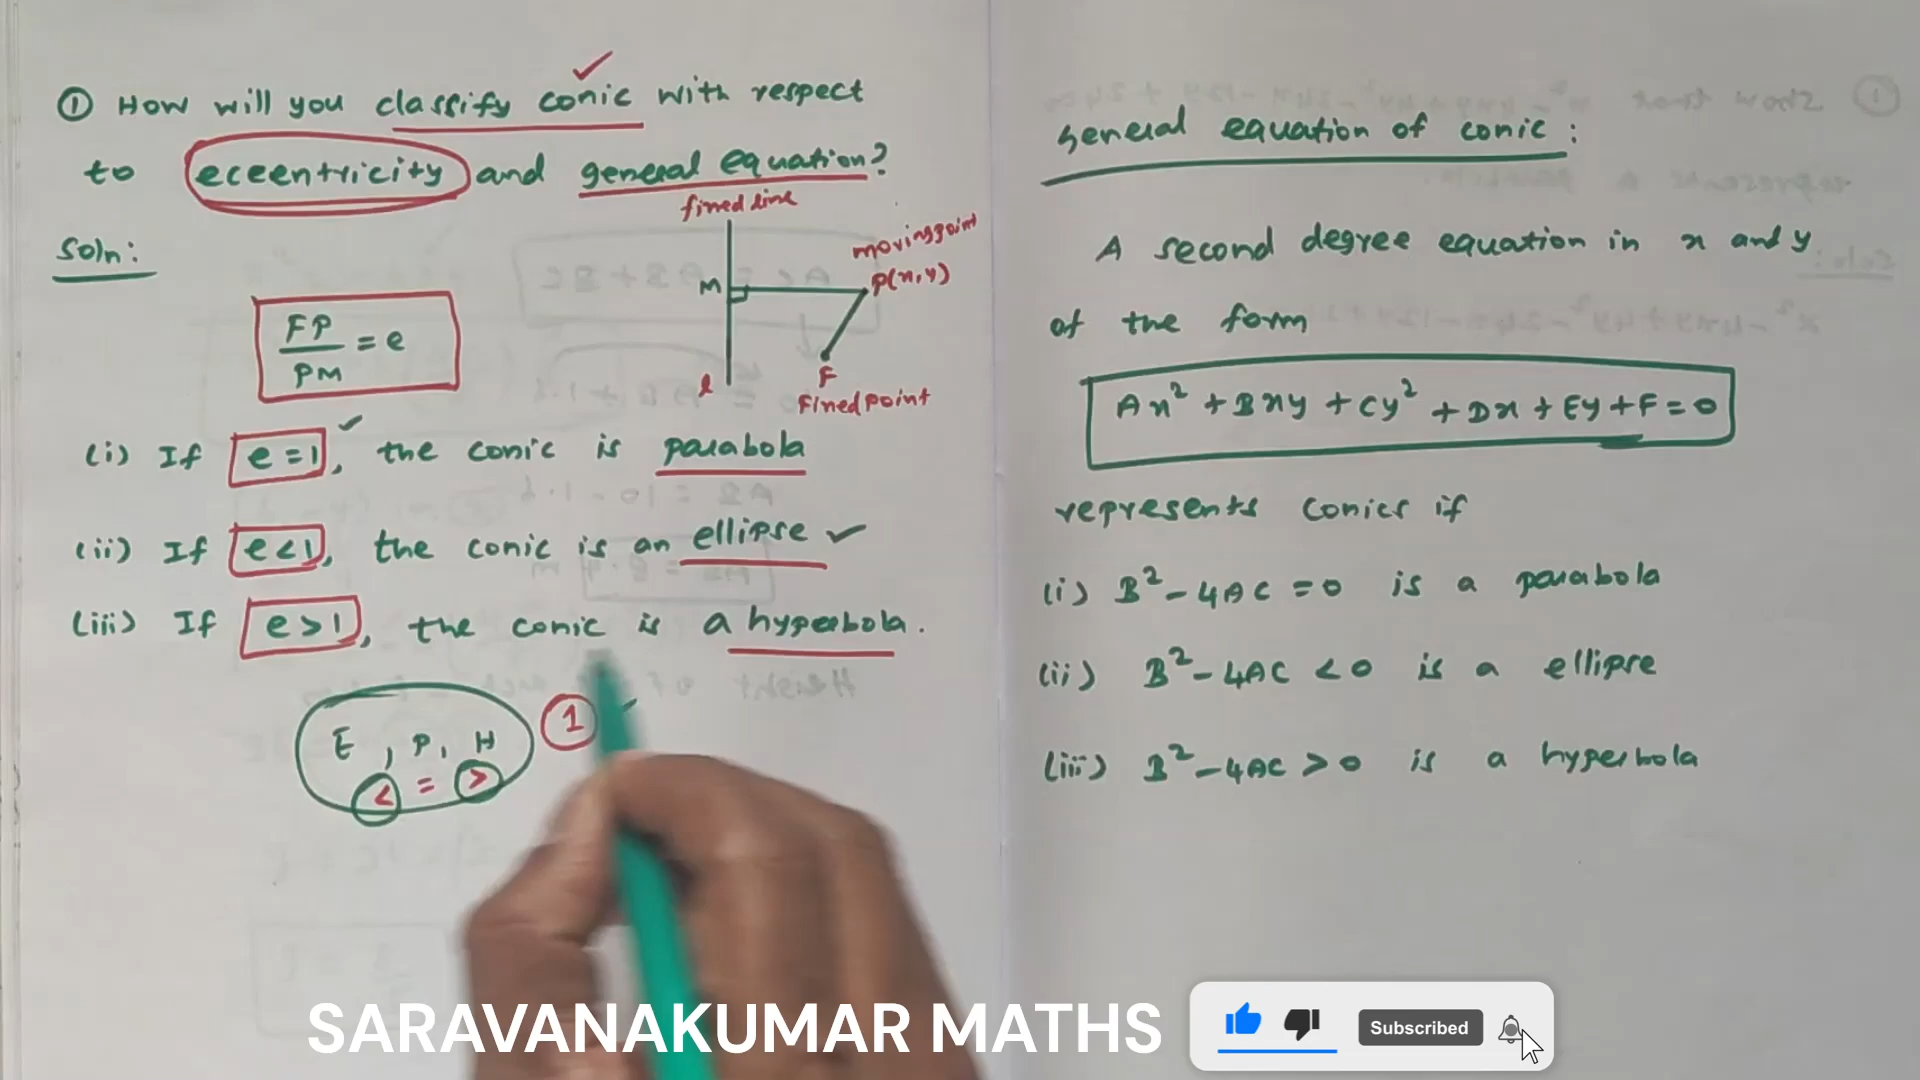 ① How will you classify conic with respect
to eccentricity and general equation?
Soln:
fixed line
moving point
P(x,y)
M
l
F
Fixed point
FP/PM = e
(i) If e=1, the conic is parabola
(ii) If e<1, the conic is an ellipse
(iii) If e>1, the conic is a hyperbola.
E, P, H
< = >
1
general equation of conic:
A second degree equation in x and y
of the form
Ax² + Bxy + Cy² + Dx + Ey + F = 0
represents conics if
(i) B² - 4AC = 0 is a parabola
(ii) B² - 4AC < 0 is a ellipse
(iii) B² - 4AC > 0 is a hyperbola
SARAVANAKUMAR MATHS
Subscribed